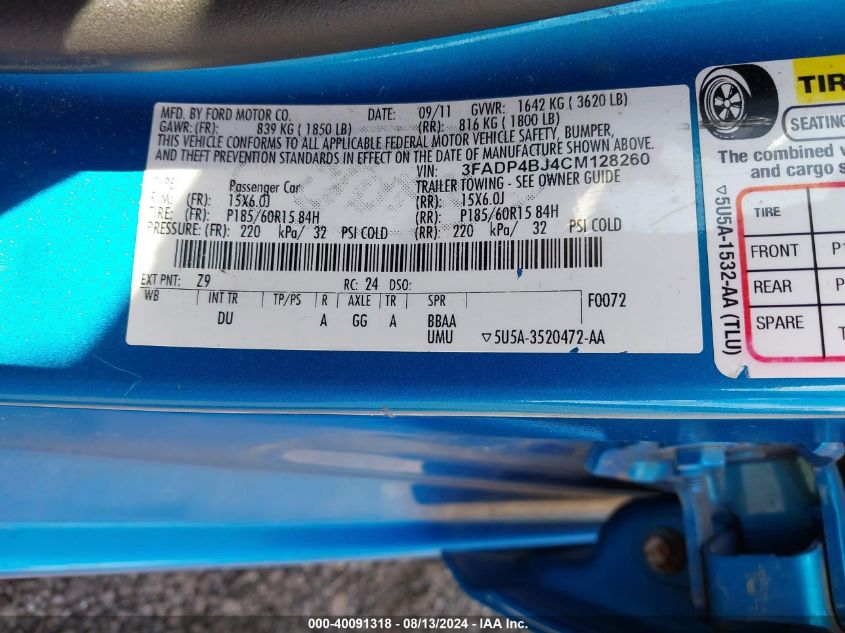 MFD. BY FORD MOTOR CO. DATE: 09/11 GVWR: 1642 KG ( 3620 LB)
GAWR: (FR): 839 KG ( 1850 LB) (RR): 816 KG ( 1800 LB)
THIS VEHICLE CONFORMS TO ALL APPLICABLE FEDERAL MOTOR VEHICLE SAFETY, BUMPER,
AND THEFT PREVENTION STANDARDS IN EFFECT ON THE DATE OF MANUFACTURE SHOWN ABOVE.
VIN: 3FADP4BJ4CM128260
Passenger Car TRAILER TOWING - SEE OWNER GUIDE
(FR): 15X6.0J (RR): 15X6.0J
(FR): P185/60R15 84H (RR): P185/60R15 84H
PRESSURE: (FR): 220 kPa/ 32 PSI COLD (RR): 220 kPa/ 32 PSI COLD
EXT PNT: Z9 RC: 24 DSO:
WB INT TR TP/PS R AXLE TR SPR F0072
DU A GG A BBAA
UMU ▽5U5A-3520472-AA
TIR
SEATING
The combined
and cargo s
▽5U5A-1532-AA (TLU)
TIRE
FRONT P1
REAR P
SPARE T
000-40091318 - 08/13/2024 - IAA Inc.